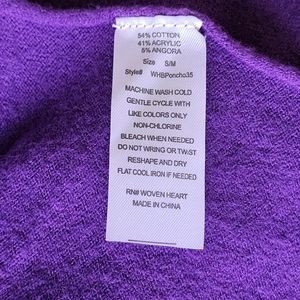 54% COTTON
41% ACRYLIC
5% ANGORA
Size S/M
Style# WHBPoncho35
MACHINE WASH COLD
GENTLE CYCLE WITH
LIKE COLORS ONLY
NON-CHLORINE
BLEACH WHEN NEEDED
DO NOT WRING OR TWIST
RESHAPE AND DRY
FLAT COOL IRON IF NEEDED
RN# WOVEN HEART
MADE IN CHINA